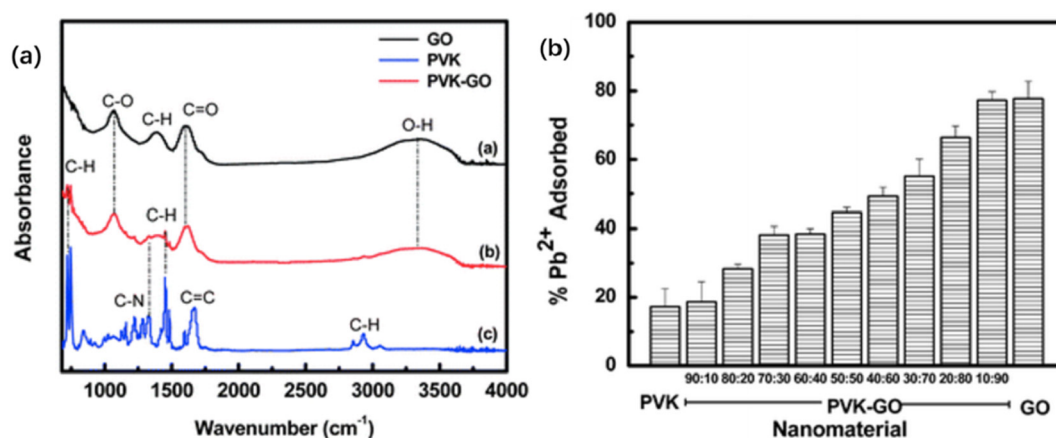 (a)
GO
PVK
PVK-GO
C-O
C-H
C=O
O-H
(a)
C-H
C-H
(b)
C-N
C=C
C-H
(c)
Absorbance
1000 1500 2000 2500 3000 3500 4000
Wavenumber (cm⁻¹)
(b)
100
80
60
40
20
0
% Pb²⁺ Adsorbed
90:10 80:20 70:30 60:40 50:50 40:60 30:70 20:80 10:90
PVK PVK-GO GO
Nanomaterial